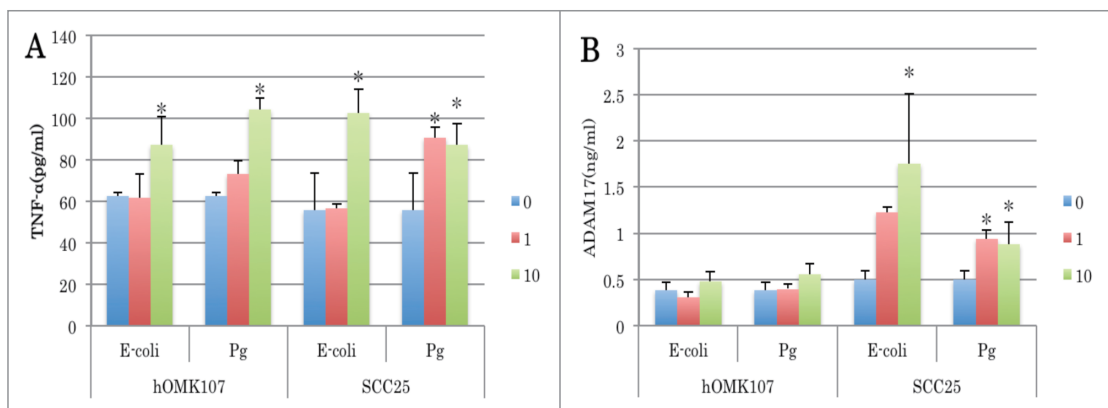 A
TNF-α(pg/ml)
140
120
100
80
60
40
20
0
* * * * *
E-coli Pg E-coli Pg
hOMK107 SCC25
0
1
10
B
ADAM17(ng/ml)
3
2.5
2
1.5
1
0.5
0
* * *
E-coli Pg E-coli Pg
hOMK107 SCC25
0
1
10